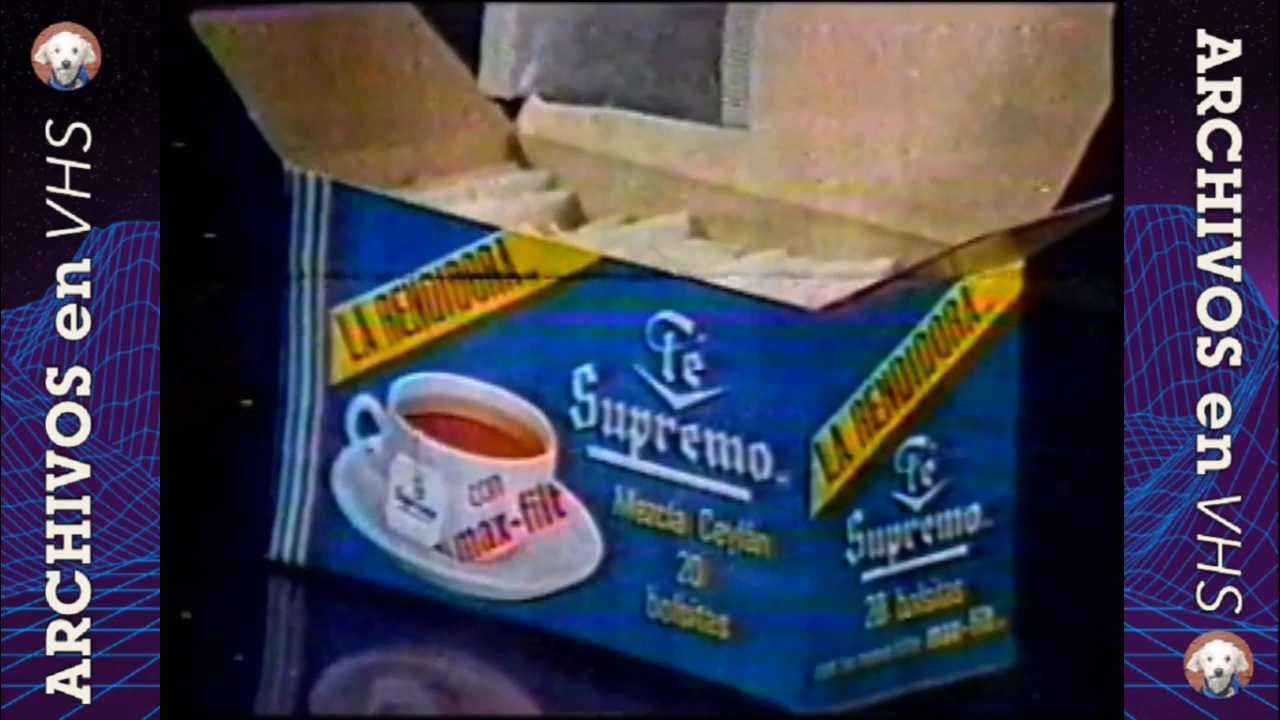 ARCHIVOS en VHS
LA RENDIDORA
Té
Supremo
con
max-filt
Mezcla Ceylán
20
bolsitas
LA RENDIDORA
Té
Supremo
20 bolsitas
max-filt
ARCHIVOS en VHS